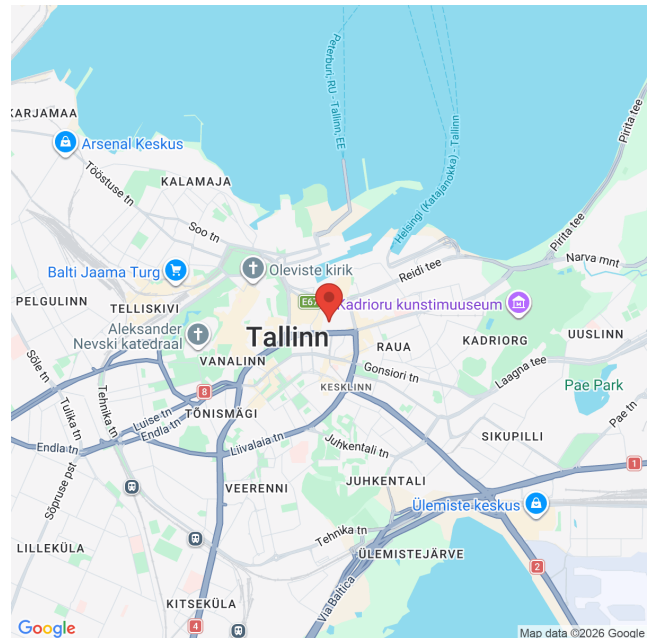 Peterburi, RU - Tallinn, EE
Helsingi (Katajanokka) - Tallinn
Pirita tee
KARJAMAA
Arsenal Keskus
Tööstuse tn
KALAMAJA
Soo tn
Pirita tee
Narva mnt
Balti Jaama Turg
Oleviste kirik
Reidi tee
PELGULINN
TELLISKIVI
E67
Kadrioru kunstimuuseum
Aleksander
Nevski katedraal
Tallinn
RAUA
KADRIORG
UUSLINN
VANALINN
Sõle tn
Tehnika tn
Gonsiori tn
Laagna tee
KESKLINN
Pae Park
8
Tulika tn
Luise tn
TÕNISMÄGI
Endla tn
Endla tn
Liivalaia tn
Juhkentali tn
SIKUPILLI
Pae tn
1
Sõpruse pst
VEERENNI
JUHKENTALI
Ülemiste keskus
Tehnika tn
LILLEKÜLA
ÜLEMISTEJÄRVE
2
Via Baltica
KITSEKÜLA
4
Google
Map data ©2026 Google